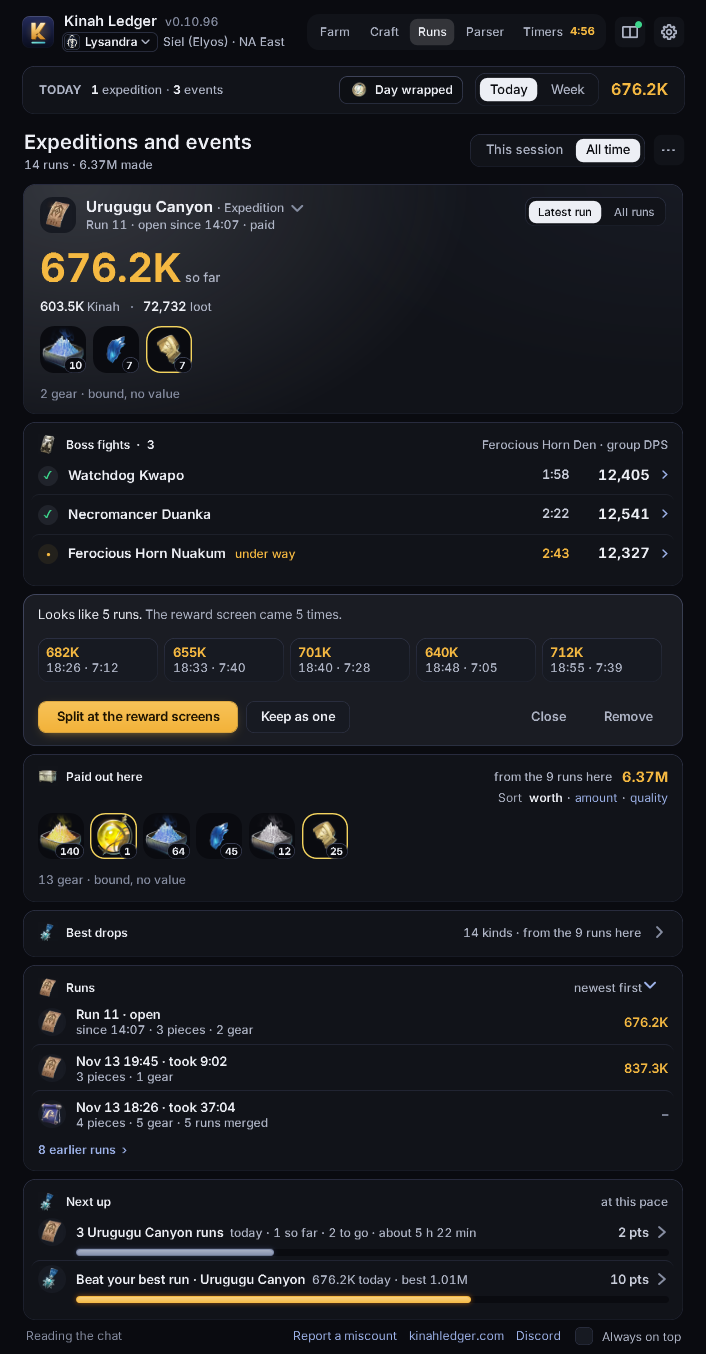 Kinah Ledger v0.10.96
Lysandra Siel (Elyos) · NA East
Farm Craft Runs Parser Timers 4:56
TODAY 1 expedition · 3 events
Day wrapped
Today Week 676.2K
Expeditions and events
14 runs · 6.37M made
This session All time
Urugugu Canyon · Expedition
Run 11 · open since 14:07 · paid
Latest run All runs
676.2K so far
603.5K Kinah · 72,732 loot
10 7 7
2 gear · bound, no value
Boss fights · 3
Ferocious Horn Den · group DPS
Watchdog Kwapo 1:58 12,405
Necromancer Duanka 2:22 12,541
Ferocious Horn Nuakum under way 2:43 12,327
Looks like 5 runs. The reward screen came 5 times.
682K 655K 701K 640K 712K
18:26 · 7:12 18:33 · 7:40 18:40 · 7:28 18:48 · 7:05 18:55 · 7:39
Split at the reward screens Keep as one Close Remove
Paid out here from the 9 runs here 6.37M
Sort worth · amount · quality
140 1 64 45 12 25
13 gear · bound, no value
Best drops 14 kinds · from the 9 runs here
Runs newest first
Run 11 · open
since 14:07 · 3 pieces · 2 gear
676.2K
Nov 13 19:45 · took 9:02
3 pieces · 1 gear
837.3K
Nov 13 18:26 · took 37:04
4 pieces · 5 gear · 5 runs merged
–
8 earlier runs ›
Next up at this pace
3 Urugugu Canyon runs today · 1 so far · 2 to go · about 5 h 22 min 2 pts
Beat your best run · Urugugu Canyon 676.2K today · best 1.01M 10 pts
Reading the chat Report a miscount kinahledger.com Discord Always on top